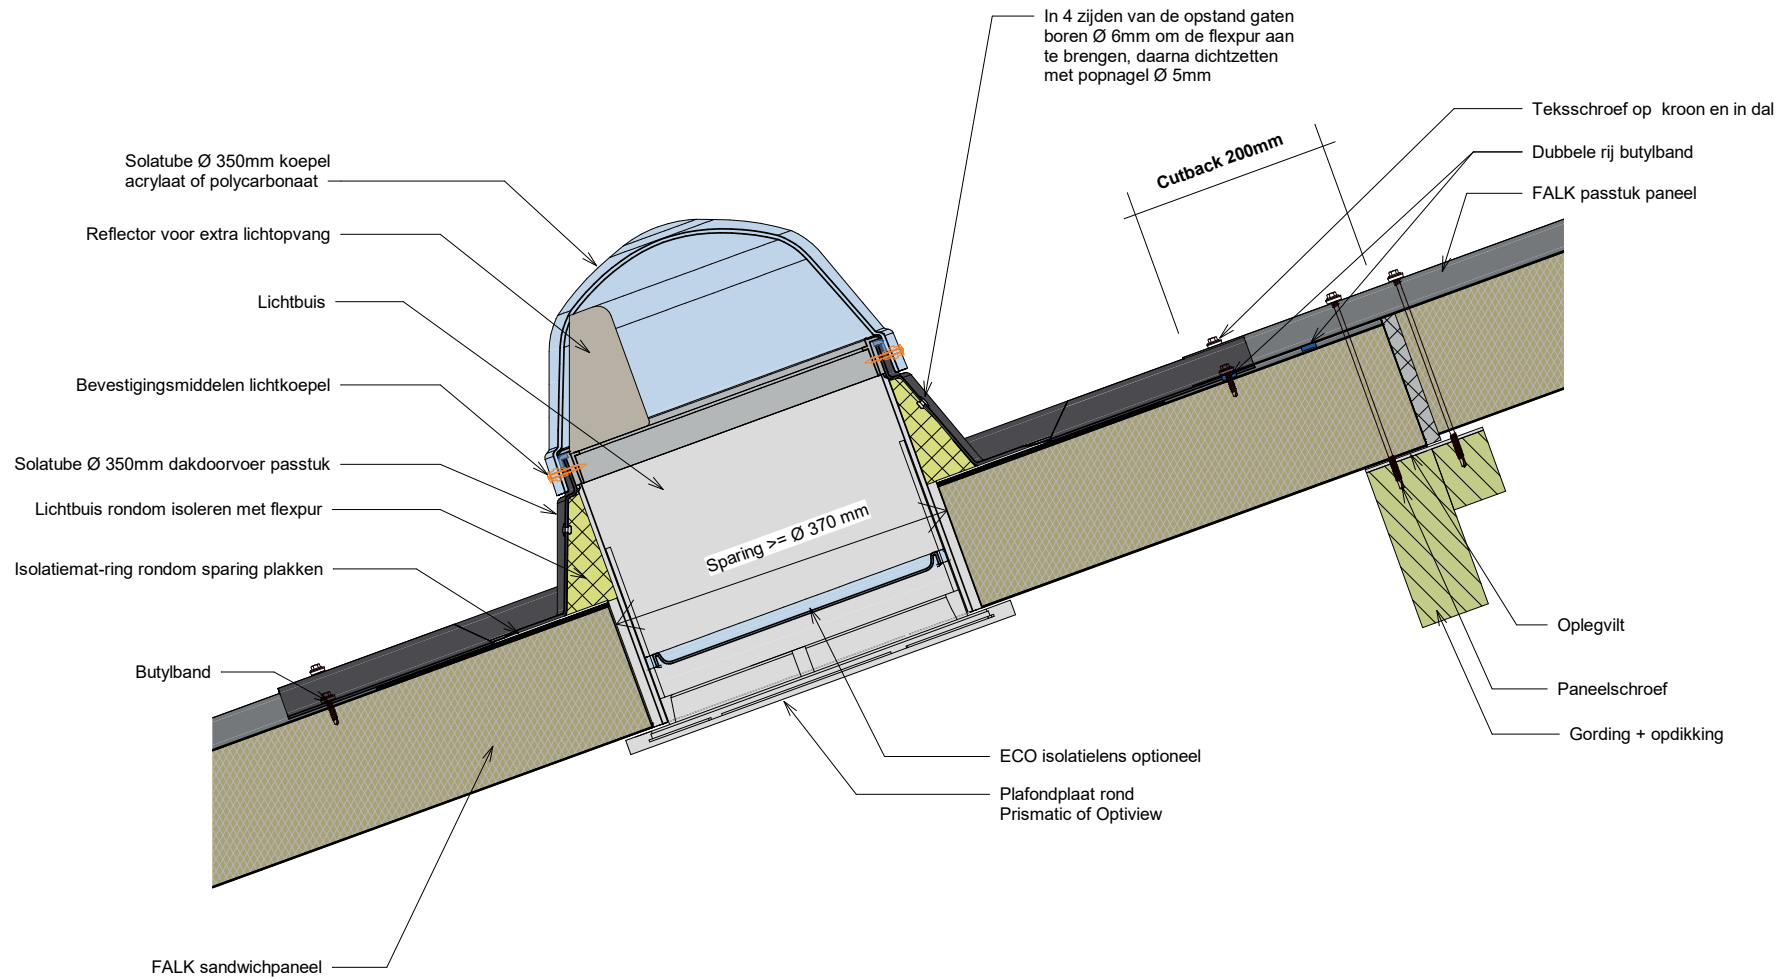 In 4 zijden van de opstand gaten
boren Ø 6mm om de flexpur aan
te brengen, daarna dichtzetten
met popnagel Ø 5mm
Teksschroef op kroon en in dal
Dubbele rij butylband
FALK passtuk paneel
Cutback 200mm
Solatube Ø 350mm koepel
acrylaat of polycarbonaat
Reflector voor extra lichtopvang
Lichtbuis
Bevestigingsmiddelen lichtkoepel
Solatube Ø 350mm dakdoorvoer passtuk
Lichtbuis rondom isoleren met flexpur
Isolatiemat-ring rondom sparing plakken
Butylband
FALK sandwichpaneel
Sparing >= Ø 370 mm
ECO isolatielens optioneel
Plafondplaat rond
Prismatic of Optiview
Oplegvilt
Paneelschroef
Gording + opdikking